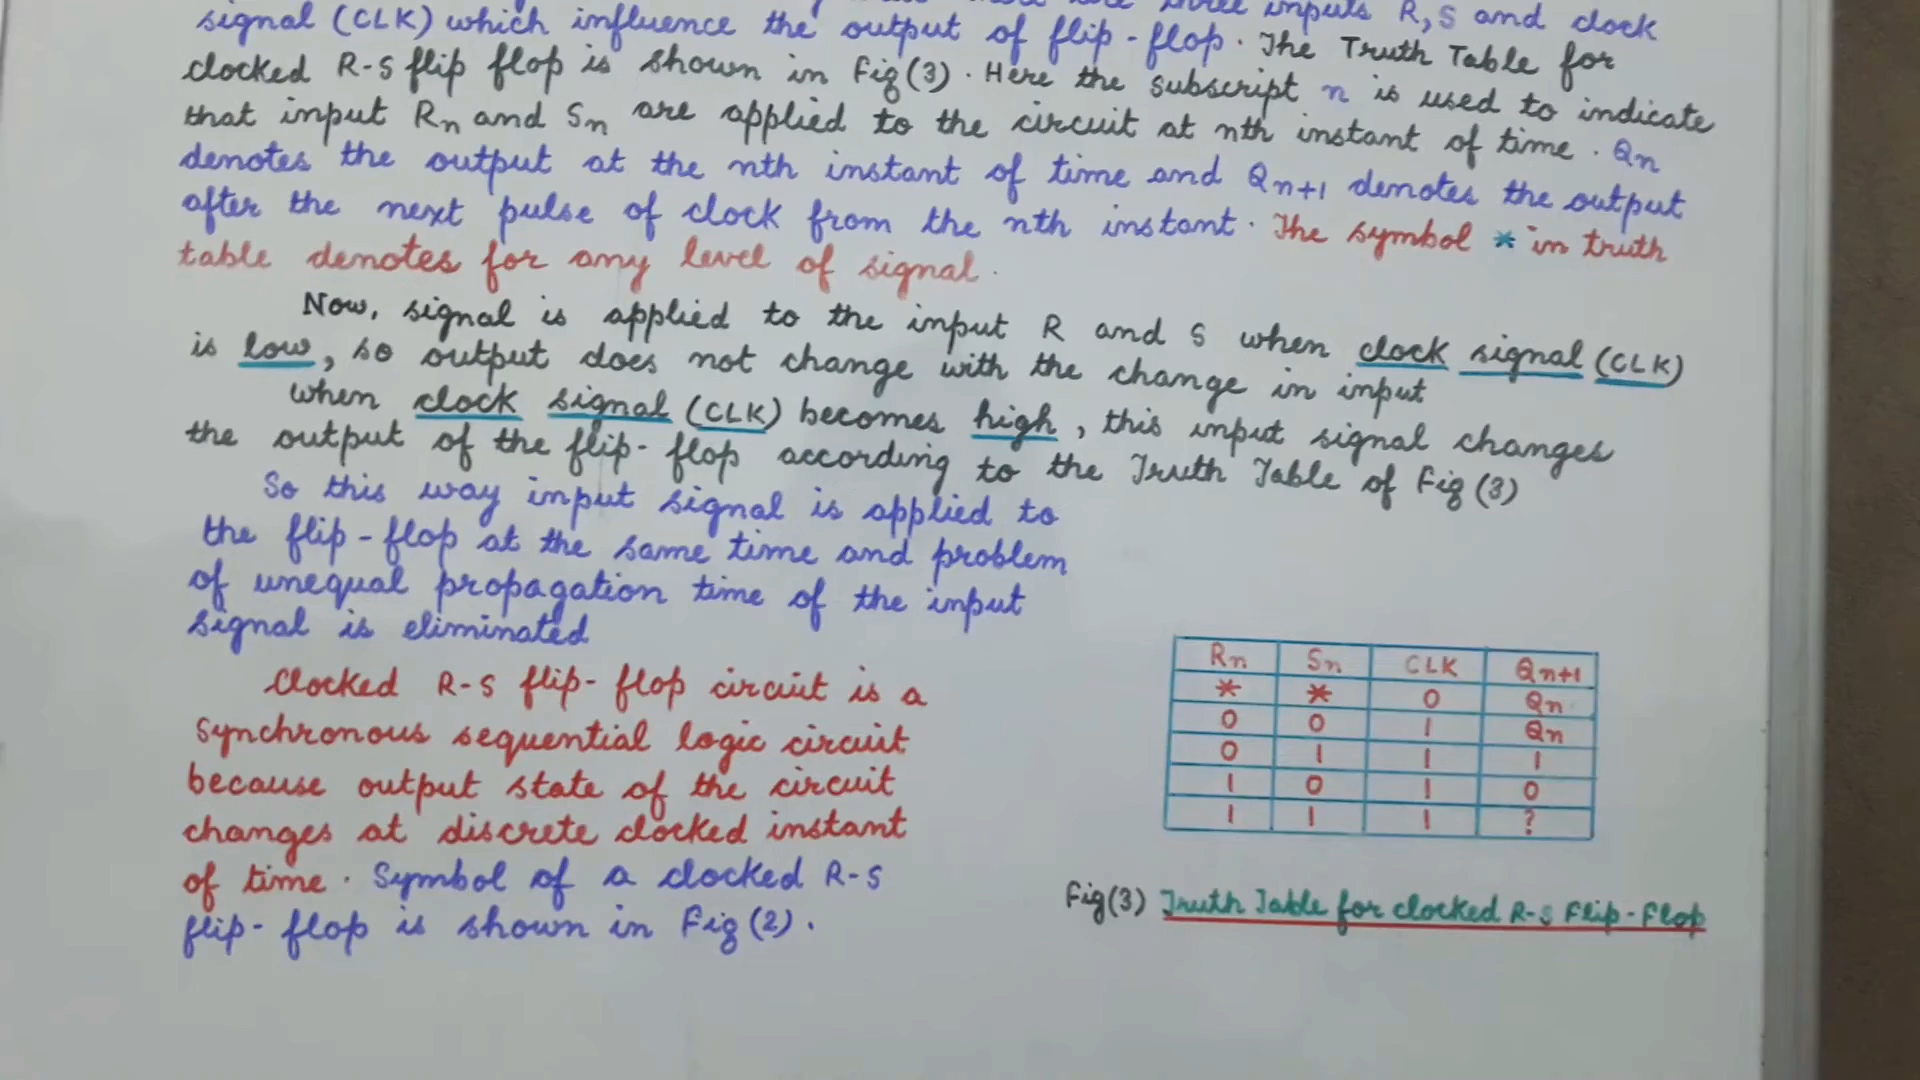 three inputs R, S and clock
signal (CLK) which influence the output of flip-flop. The Truth Table for
clocked R-S flip flop is shown in Fig(3). Here the subscript n is used to indicate
that input Rn and Sn are applied to the circuit at nth instant of time. Qn
denotes the output at the nth instant of time and Qn+1 denotes the output
after the next pulse of clock from the nth instant. The symbol * in truth
table denotes for any level of signal.
Now, signal is applied to the input R and S when clock signal (CLK)
is low, so output does not change with the change in input
when clock signal (CLK) becomes high, this input signal changes
the output of the flip-flop according to the Truth Table of Fig (3)
So this way input signal is applied to
the flip-flop at the same time and problem
of unequal propagation time of the input
signal is eliminated
Clocked R-S flip-flop circuit is a
synchronous sequential logic circuit
because output state of the circuit
changes at discrete clocked instant
of time. Symbol of a clocked R-S
flip-flop is shown in Fig (2).
Rn Sn CLK Qn+1
* * 0 Qn
0 0 1 Qn
0 1 1 1
1 0 1 0
1 1 1 ?
Fig(3) Truth Table for clocked R-S Flip-Flop